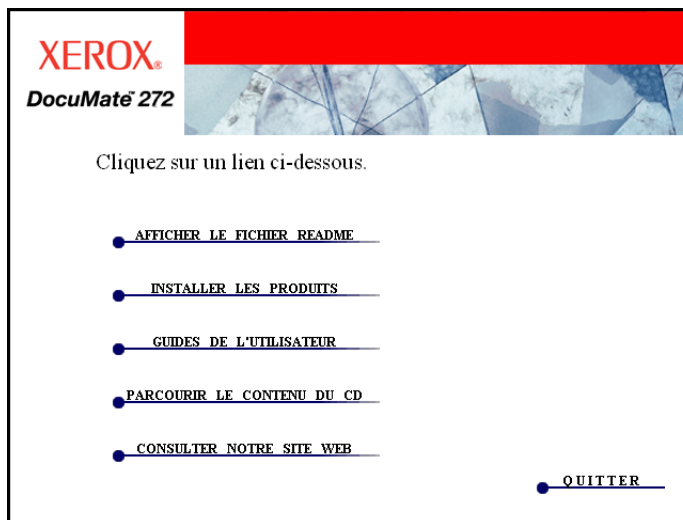 XEROX®
DocuMate™ 272
Cliquez sur un lien ci-dessous.
AFFICHER LE FICHIER README
INSTALLER LES PRODUITS
GUIDES DE L'UTILISATEUR
PARCOURIR LE CONTENU DU CD
CONSULTER NOTRE SITE WEB
QUITTER